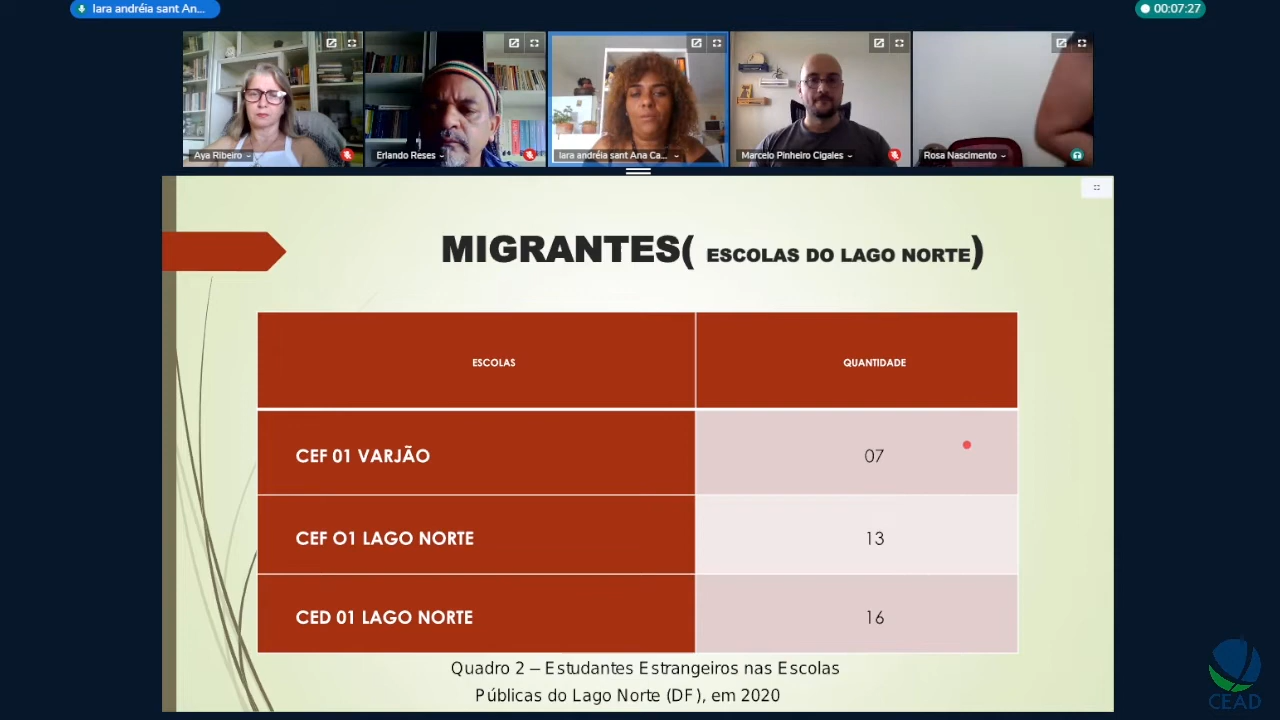 Iara andréia sant An...
00:07:27
Aya Ribeiro
Erlando Reses
Iara andréia sant Ana Ca...
Marcelo Pinheiro Cigales
Rosa Nascimento
MIGRANTES( ESCOLAS DO LAGO NORTE)
ESCOLAS QUANTIDADE
CEF 01 VARJÃO 07
CEF O1 LAGO NORTE 13
CED 01 LAGO NORTE 16
Quadro 2 – Estudantes Estrangeiros nas Escolas
Públicas do Lago Norte (DF), em 2020
CEAD